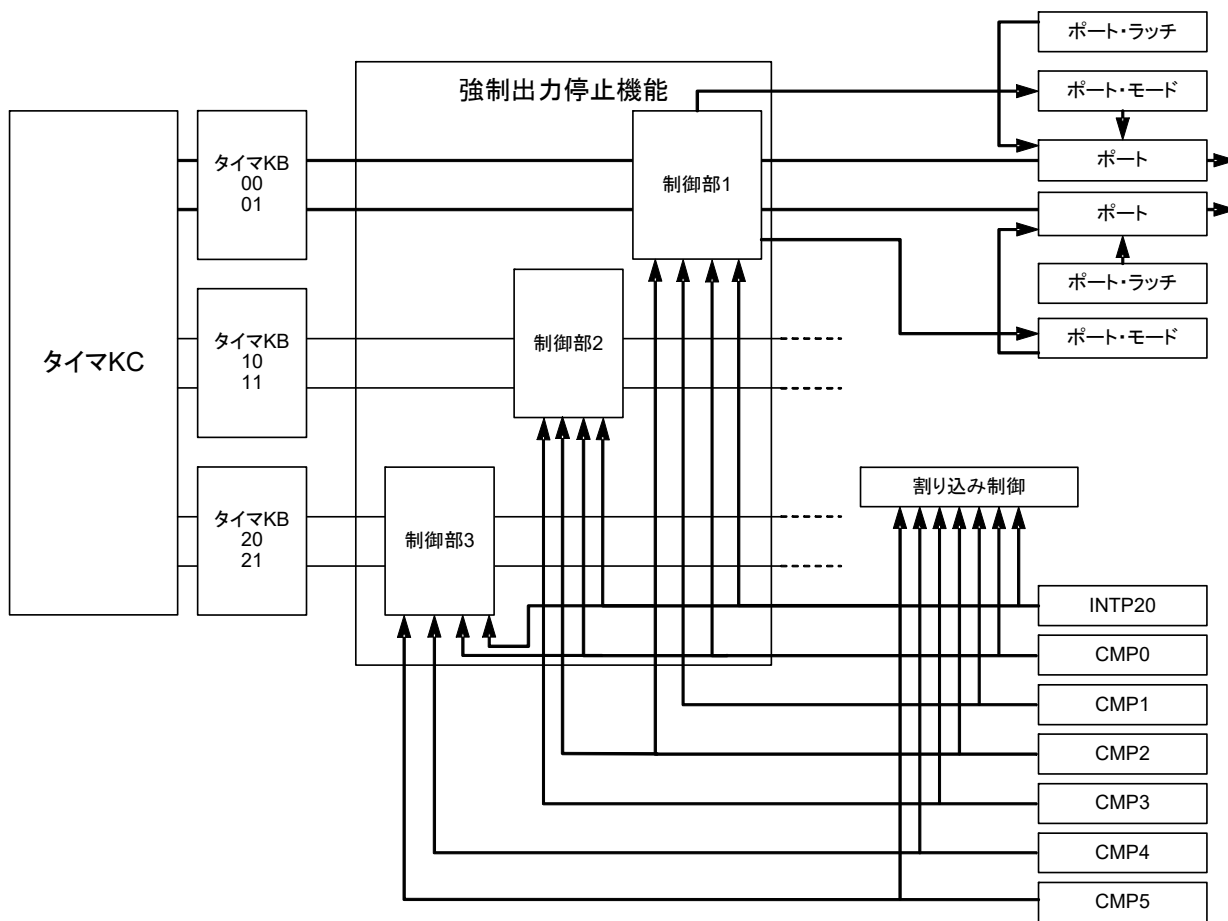 強制出力停止機能
タイマKC
タイマKB
00
01
タイマKB
10
11
タイマKB
20
21
制御部1
制御部2
制御部3
ポート・ラッチ
ポート・モード
ポート
ポート
ポート・ラッチ
ポート・モード
割り込み制御
INTP20
CMP0
CMP1
CMP2
CMP3
CMP4
CMP5